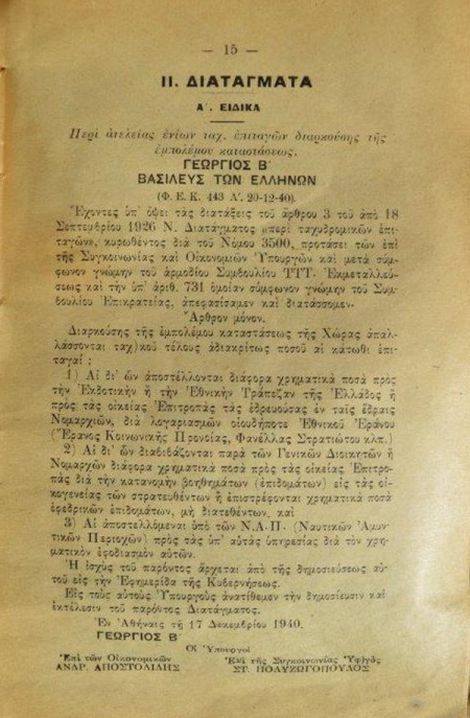 — 15 —
II. ΔΙΑΤΑΓΜΑΤΑ
Α΄. ΕΙΔΙΚΑ
Περὶ ἀτελείας ἐνίων ταχ. ἐπιταγῶν διαρκούσης τῆς
ἐμπολέμου καταστάσεως.
ΓΕΩΡΓΙΟΣ Β΄
ΒΑΣΙΛΕΥΣ ΤΩΝ ΕΛΛΗΝΩΝ
(Φ. Ε. Κ. 443 Α΄. 20-12-40).
Ἔχοντες ὑπ᾿ ὄψει τὰς διατάξεις τοῦ ἄρθρου 3 τοῦ ἀπὸ 18
Σεπτεμβρίου 1926 Ν. Διατάγματος «περὶ ταχυδρομικῶν ἐπι-
ταγῶν», κυρωθέντος διὰ τοῦ Νόμου 3500, προτάσει τῶν ἐπὶ
τῆς Συγκοινωνίας καὶ Οἰκονομιῶν Ὑπουργῶν καὶ μετὰ σύμ-
φωνον γνώμην τοῦ ἁρμοδίου Συμβουλίου ΤΤΤ. Ἐκμεταλλεύ-
σεως καὶ τὴν ὑπ᾿ ἀριθ. 731 ὁμοίαν σύμφωνον γνώμην τοῦ Συμ-
βουλίου Ἐπικρατείας, ἀπεφασίσαμεν καὶ διατάσσομεν.
Ἄρθρον μόνον.
Διαρκούσης τῆς ἐμπολέμου καταστάσεως τῆς Χώρας ἀπαλ-
λάσσονται ταχ)κοῦ τέλους ἀδιακρίτως ποσοῦ αἱ κάτωθι ἐπι-
ταγαί :
1) Αἱ δι᾿ ὧν ἀποστέλλονται διάφορα χρηματικὰ ποσὰ πρὸς
τὴν Ἐκδοτικὴν ἢ τὴν Ἐθνικὴν Τράπεζαν τῆς Ἑλλάδος ἢ
πρὸς τὰς οἰκείας Ἐπιτροπὰς τὰς ἑδρευούσας ἐν ταῖς ἕδραις
Νομαρχιῶν, διὰ λογαριασμὸν οἱουδήποτε Ἐθνικοῦ Ἐράνου
(Ἔρανος Κοινωνικῆς Προνοίας, Φανέλλας Στρατιώτου κλπ.)
2) Αἱ δι᾿ ὧν διαβιβάζονται παρὰ τῶν Γενικῶν Διοικητῶν ἢ
Νομαρχῶν διάφορα χρηματικὰ ποσὰ πρὸς τὰς οἰκείας Ἐπιτρο-
πὰς διὰ τὴν κατανομὴν βοηθημάτων (ἐπιδομάτων) εἰς τὰς οἰ-
κογενείας τῶν στρατευθέντων ἢ ἐπιστρέφονται χρηματικὰ ποσὰ
ἐφεδρικῶν ἐπιδομάτων, μὴ διατεθέντων, καὶ
3) Αἱ ἀποστελλόμεναι ὑπὸ τῶν Ν.Α.Π. (Ναυτικῶν Ἀμυν-
τικῶν Περιοχῶν) πρὸς τὰς ὑπ᾿ αὐτὰς ὑπηρεσίας διὰ τὸν χρη-
ματικὸν ἐφοδιασμὸν αὐτῶν.
Ἡ ἰσχὺς τοῦ παρόντος ἄρχεται ἀπὸ τῆς δημοσιεύσεως αὐ-
τοῦ εἰς τὴν Ἐφημερίδα τῆς Κυβερνήσεως.
Εἰς τοὺς αὐτοὺς Ὑπουργοὺς ἀνατίθεμεν τὴν δημοσίευσιν καὶ
ἐκτέλεσιν τοῦ παρόντος Διατάγματος.
Ἐν Ἀθήναις τῇ 17 Δεκεμβρίου 1940.
ΓΕΩΡΓΙΟΣ Β΄
Οἱ Ὑπουργοὶ
Ἐπὶ τῶν Οἰκονομικῶν Ἐπὶ τῆς Συγκοινωνίας Ὑφ)γὸς
ΑΝΔΡ. ΑΠΟΣΤΟΛΙΔΗΣ ΣΤ. ΠΟΛΥΖΩΓΟΠΟΥΛΟΣ